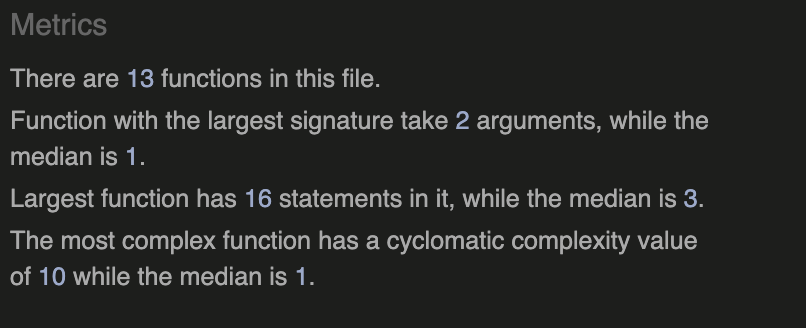 Metrics
There are 13 functions in this file.
Function with the largest signature take 2 arguments, while the
median is 1.
Largest function has 16 statements in it, while the median is 3.
The most complex function has a cyclomatic complexity value
of 10 while the median is 1.